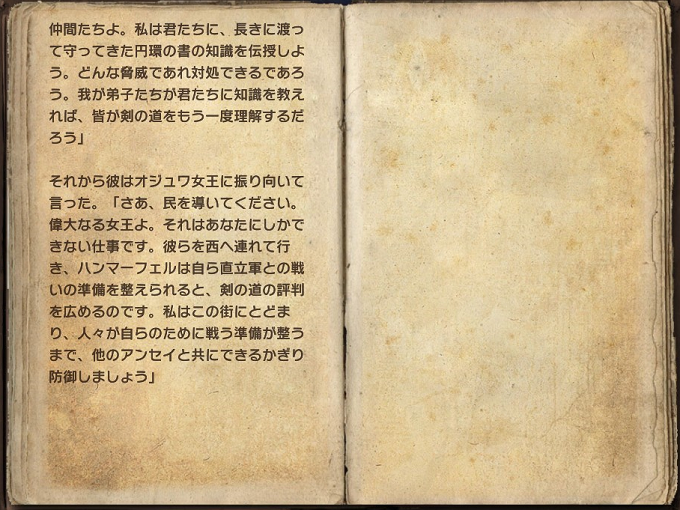 仲間たちよ。私は君たちに、長きに渡っ
て守ってきた円環の書の知識を伝授しよ
う。どんな脅威であれ対処できるであろ
う。我が弟子たちが君たちに知識を教え
れば、皆が剣の道をもう一度理解するだ
ろう」
それから彼はオジュワ女王に振り向いて
言った。「さあ、民を導いてください。
偉大なる女王よ。それはあなたにしかで
きない仕事です。彼らを西へ連れて行
き、ハンマーフェルは自ら直立軍との戦
いの準備を整えられると、剣の道の評判
を広めるのです。私はこの街にとどま
り、人々が自らのために戦う準備が整う
まで、他のアンセイと共にできるかぎり
防御しましょう」